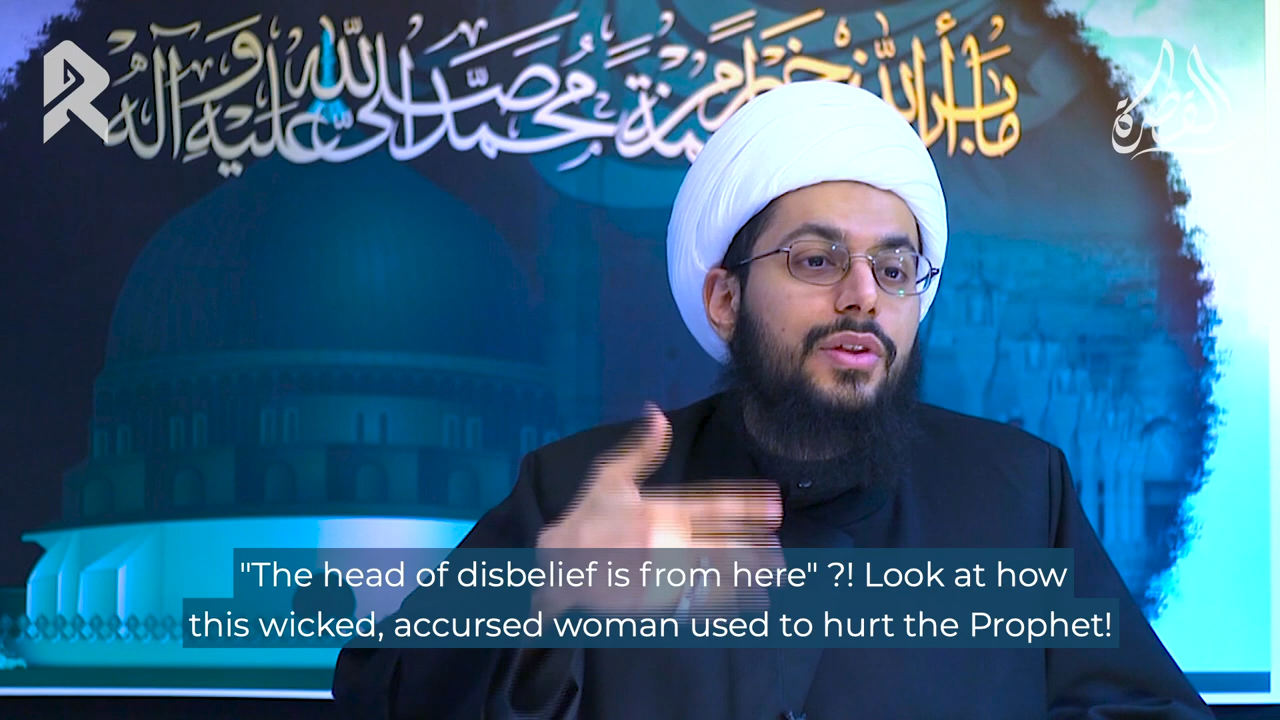 محمد صلى الله عليه وآله
القطرة
"The head of disbelief is from here" ?! Look at how
this wicked, accursed woman used to hurt the Prophet!